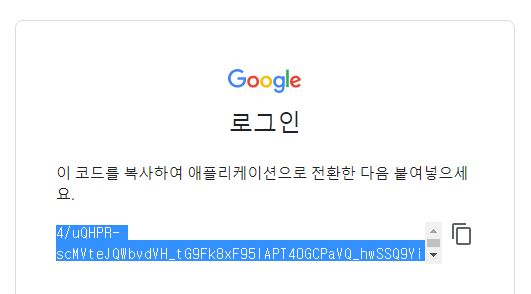 Google
로그인
이 코드를 복사하여 애플리케이션으로 전환한 다음 붙여넣으세
요.
4/uQHPR-
scMVteJQWbvdVH_tG9Fk8xF95lAPT4OGCPaVQ_hwSSQ9Yi